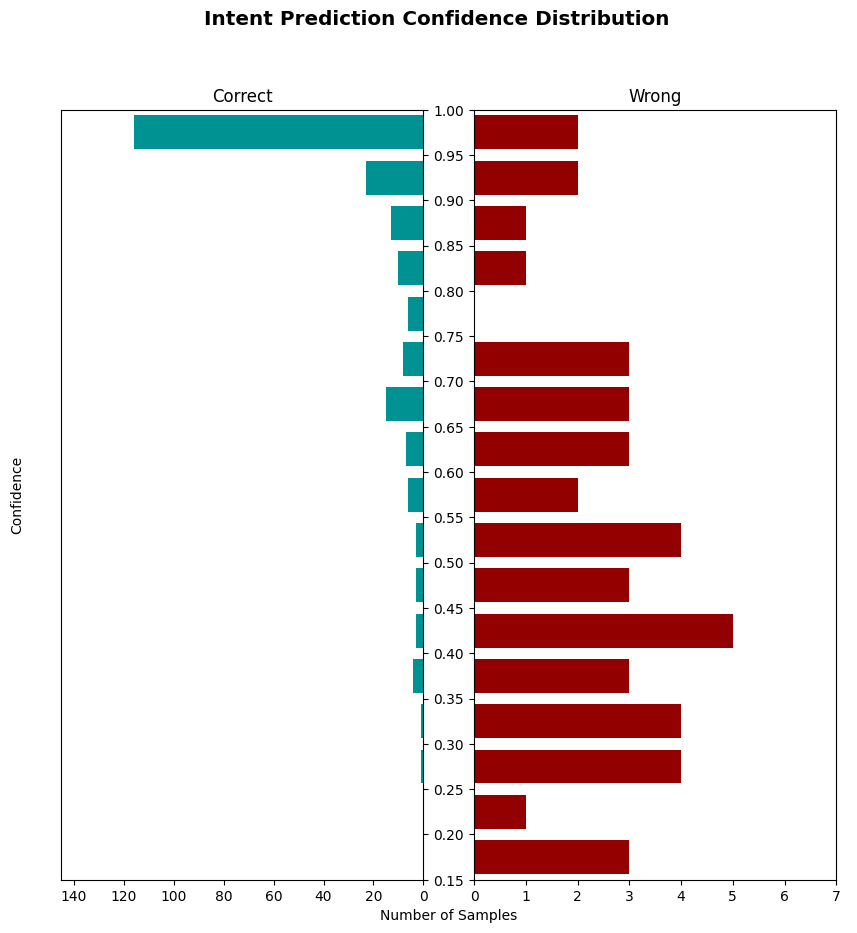 Intent Prediction Confidence Distribution
Correct
Wrong
Confidence
1.00
0.95
0.90
0.85
0.80
0.75
0.70
0.65
0.60
0.55
0.50
0.45
0.40
0.35
0.30
0.25
0.20
0.15
140 120 100 80 60 40 20 0
0 1 2 3 4 5 6 7
Number of Samples